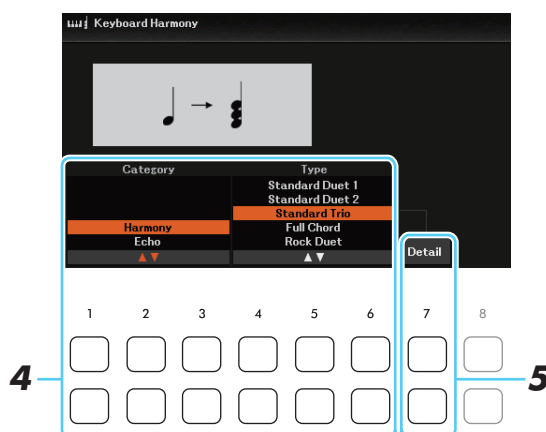 Keyboard Harmony
Category Type
Standard Duet 1
Standard Duet 2
Standard Trio
Harmony Full Chord
Echo Rock Duet
▲▼ ▲▼ Detail
1 2 3 4 5 6 7 8
4 5